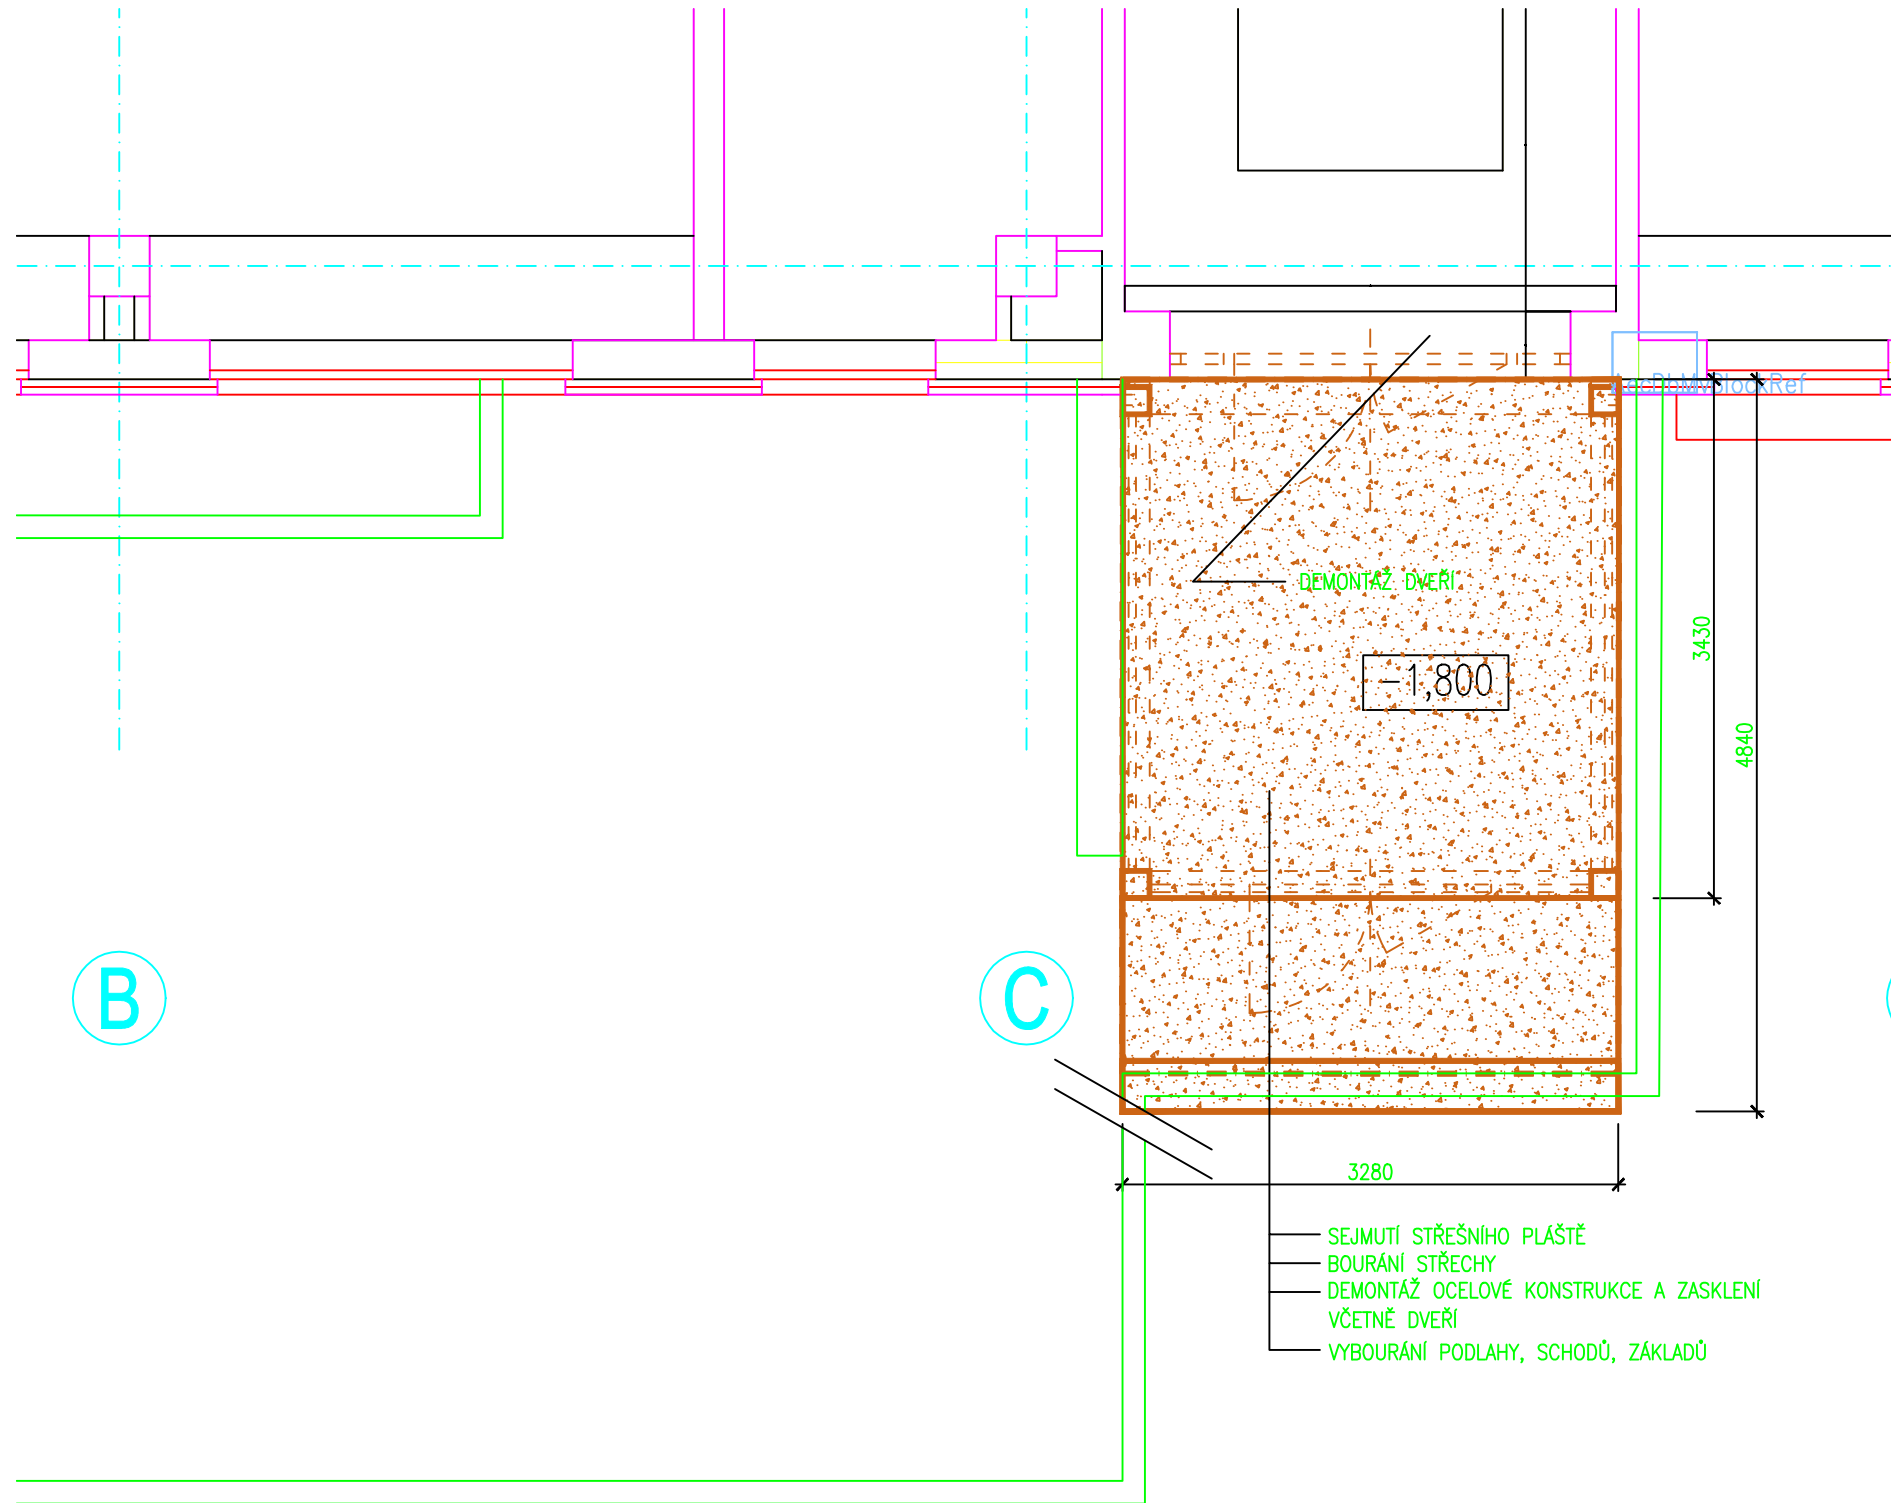 AecDbMvBlockRef
DEMONTÁŽ DVEŘÍ
3430
-1,800
4840
B
C
3280
SEJMUTÍ STŘEŠNÍHO PLÁŠTĚ
BOURÁNÍ STŘECHY
DEMONTÁŽ OCELOVÉ KONSTRUKCE A ZASKLENÍ
VČETNĚ DVEŘÍ
VYBOURÁNÍ PODLAHY, SCHODŮ, ZÁKLADŮ